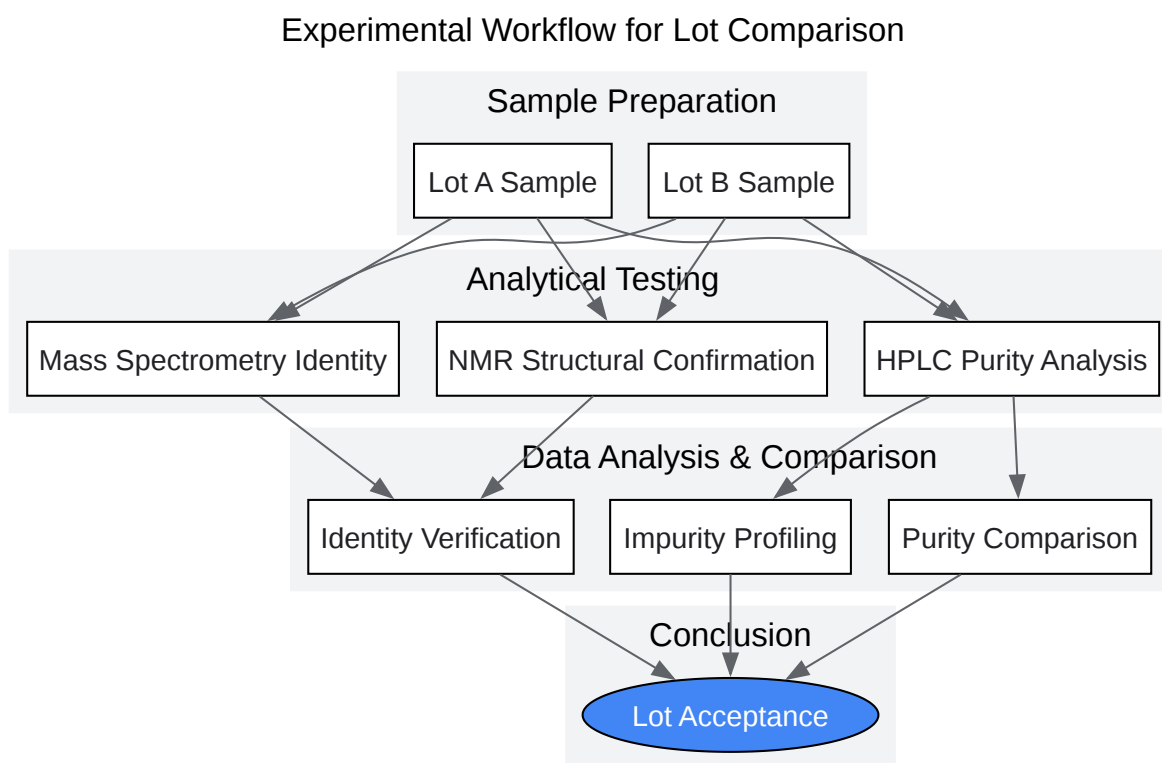 Experimental Workflow for Lot Comparison
Sample Preparation
Lot A Sample
Lot B Sample
Analytical Testing
Mass Spectrometry Identity
NMR Structural Confirmation
HPLC Purity Analysis
Data Analysis & Comparison
Identity Verification
Impurity Profiling
Purity Comparison
Conclusion
Lot Acceptance